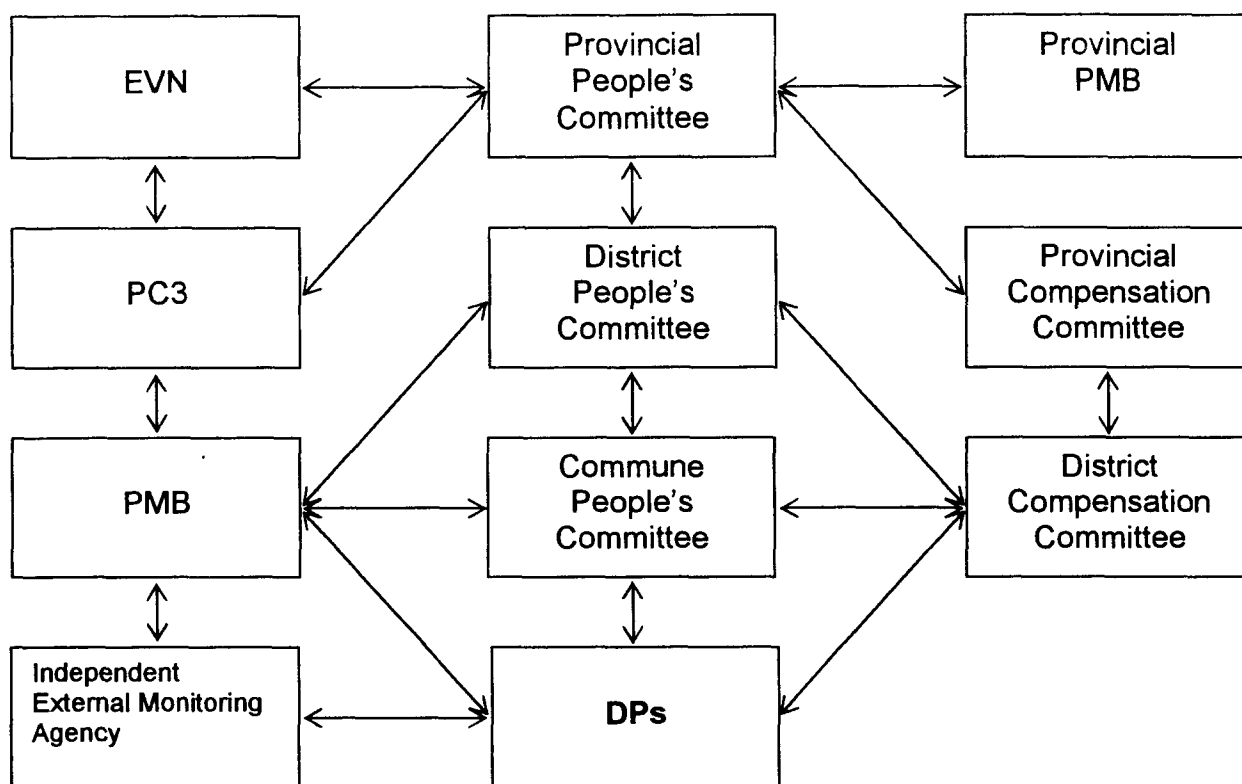 EVN
Provincial
People's
Committee
Provincial
PMB
PC3
District
People's
Committee
Provincial
Compensation
Committee
PMB
Commune
People's
Committee
District
Compensation
Committee
Independent
External Monitoring
Agency
DPs